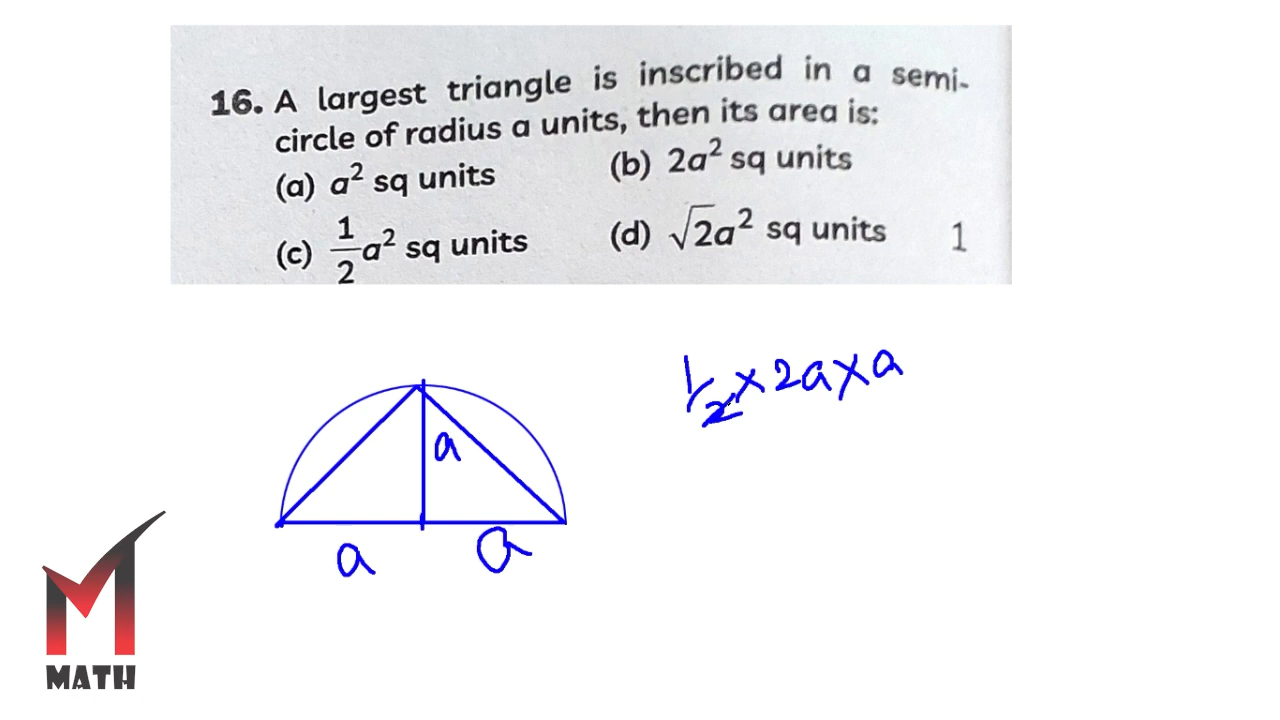 16. A largest triangle is inscribed in a semi-
circle of radius a units, then its area is:
(a) a² sq units (b) 2a² sq units
(c) 1/2 a² sq units (d) √2a² sq units 1
1/2 × 2a × a
a
a a
MATH